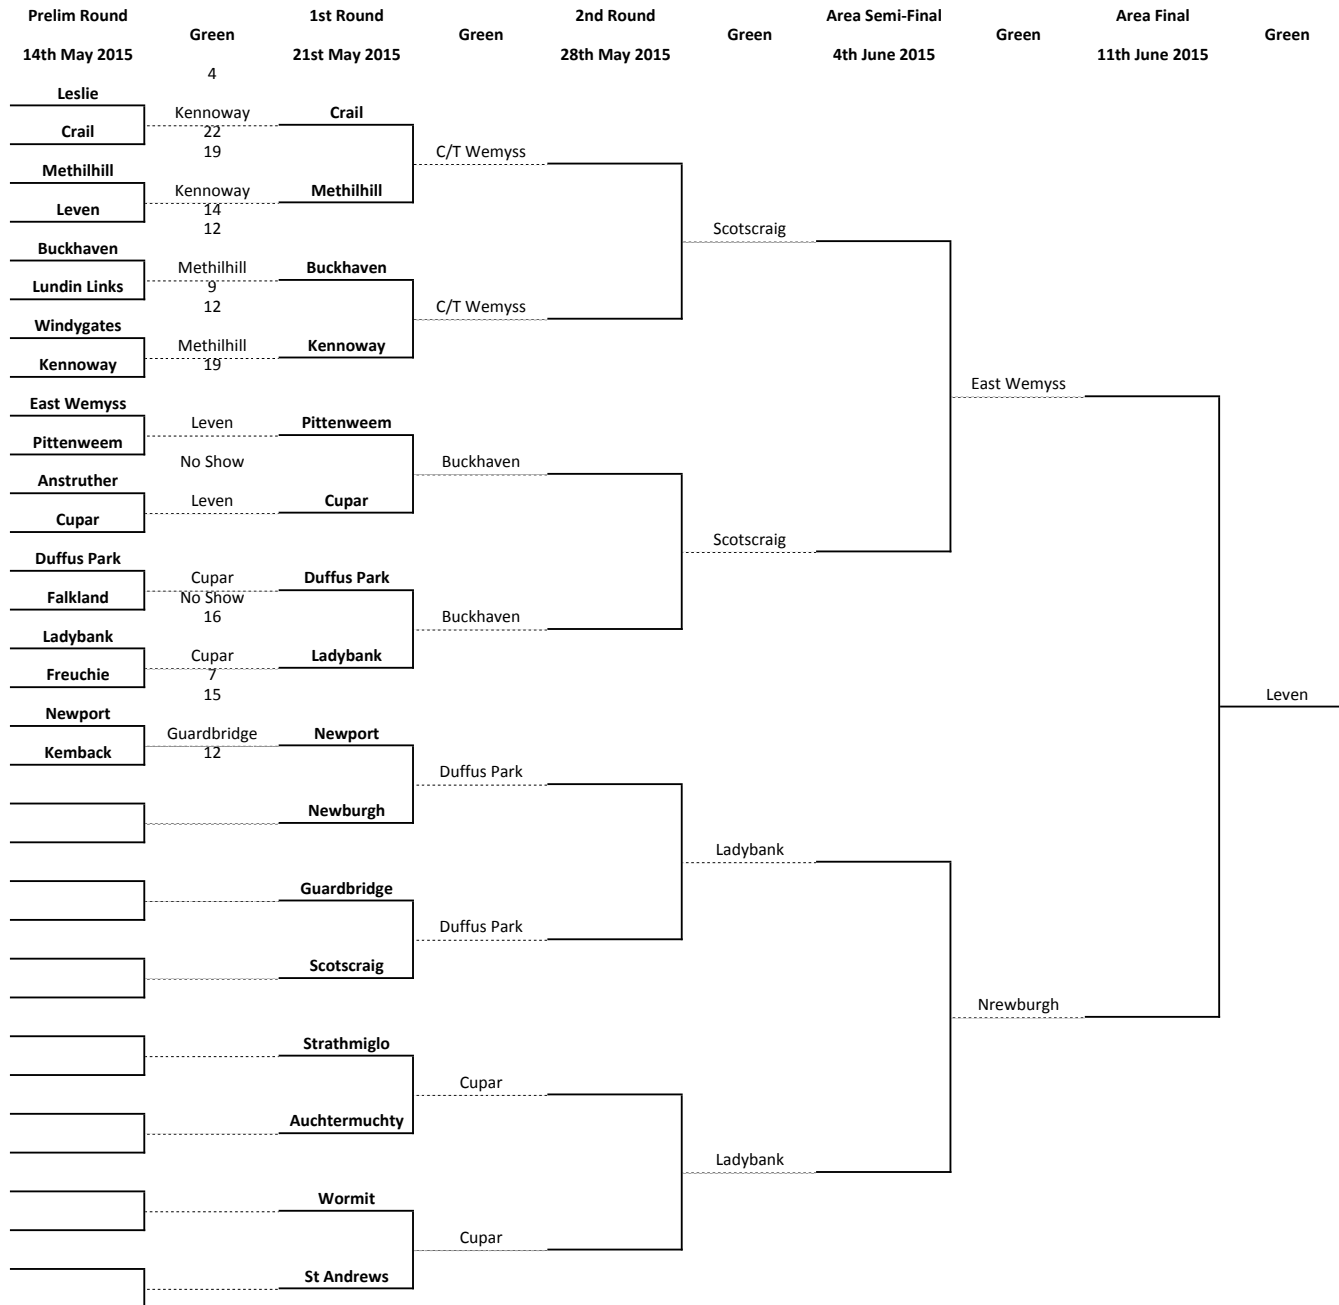 Prelim Round 1st Round 2nd Round Area Semi-Final Area Final
Green Green Green Green Green
14th May 2015 21st May 2015 28th May 2015 4th June 2015 11th June 2015
4
Leslie
Kennoway Crail
Crail 22
19 C/T Wemyss
Methilhill
Kennoway Methilhill
Leven 14
12 Scotscraig
Buckhaven
Methilhill Buckhaven
Lundin Links 9
12 C/T Wemyss
Windygates
Methilhill Kennoway
Kennoway 19
East Wemyss
East Wemyss
Leven Pittenweem
Pittenweem
No Show Buckhaven
Anstruther
Leven Cupar
Cupar
Scotscraig
Duffus Park
Cupar Duffus Park
Falkland No Show
16 Buckhaven
Ladybank
Cupar Ladybank
Freuchie 7
15 Leven
Newport
Guardbridge Newport
Kemback 12
Duffus Park
Newburgh
Ladybank
Guardbridge
Duffus Park
Scotscraig
Nrewburgh
Strathmiglo
Cupar
Auchtermuchty
Ladybank
Wormit
Cupar
St Andrews